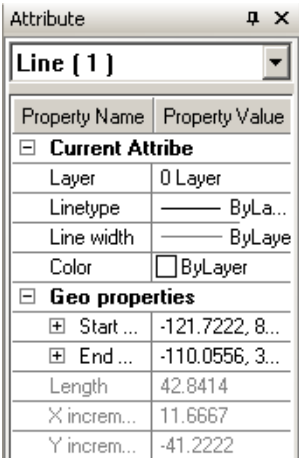 Attribute
Line ( 1 )
Property Name Property Value
Current Attribe
Layer 0 Layer
Linetype ByLa...
Line width ByLaye
Color ByLayer
Geo properties
Start ... -121.7222, 8...
End ... -110.0556, 3...
Length 42.8414
X increm... 11.6667
Y increm... -41.2222